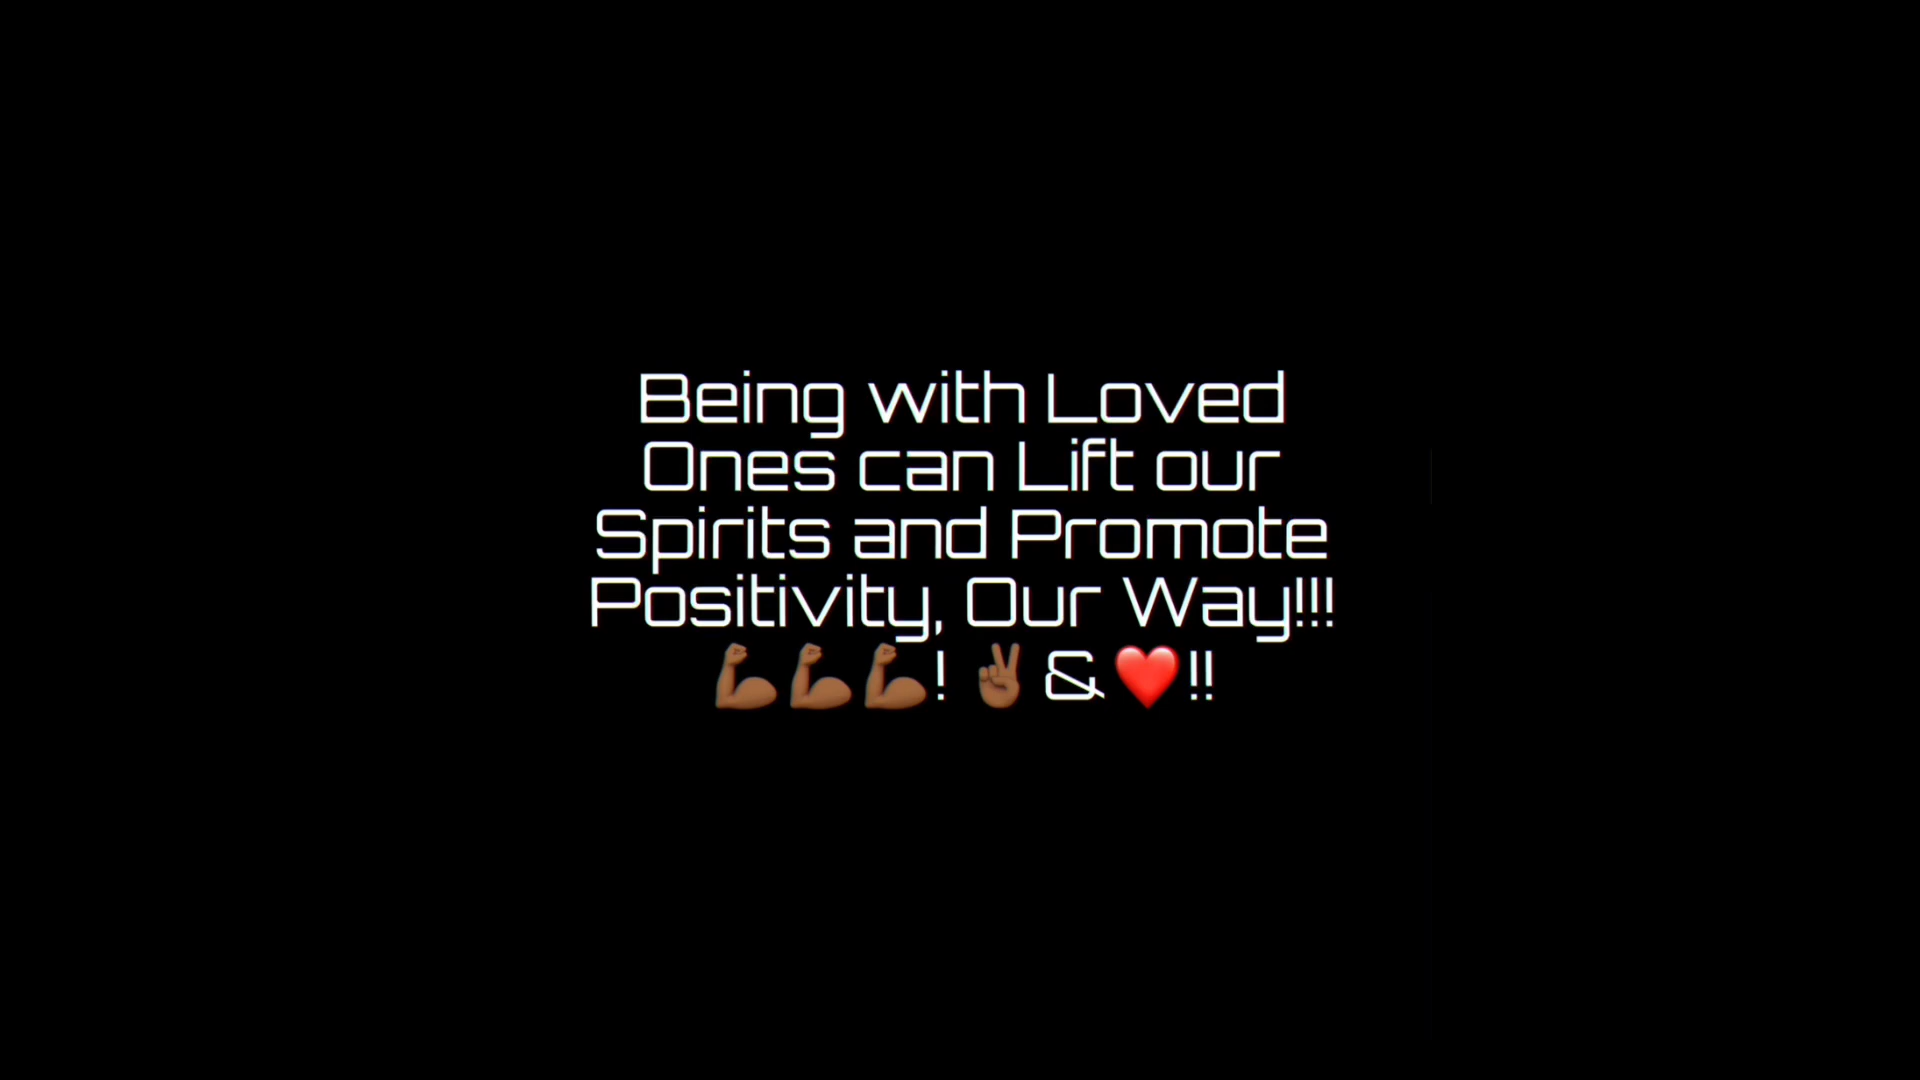 Being with Loved
Ones can Lift our
Spirits and Promote
Positivity, Our Way!!!
💪🏾💪🏾💪🏾! ✌🏾& ❤️!!